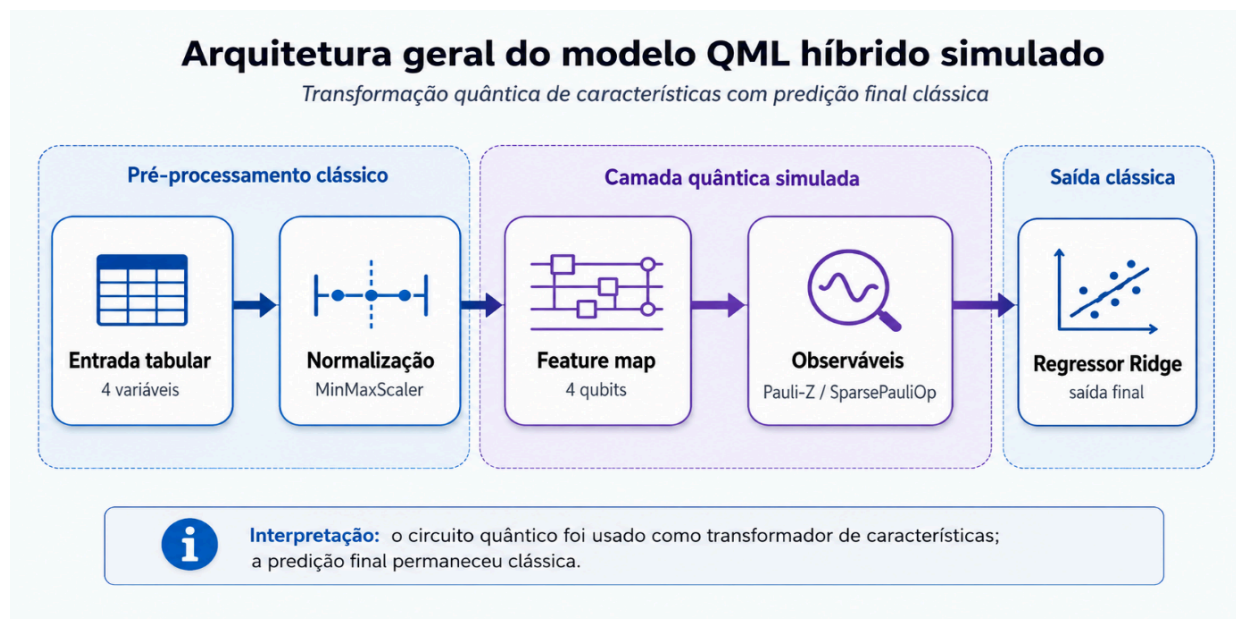 Arquitetura geral do modelo QML híbrido simulado
Transformação quântica de características com predição final clássica
Pré-processamento clássico
Entrada tabular
4 variáveis
Normalização
MinMaxScaler
Camada quântica simulada
Feature map
4 qubits
Observáveis
Pauli-Z / SparsePauliOp
Saída clássica
Regressor Ridge
saída final
Interpretação: o circuito quântico foi usado como transformador de características;
a predição final permaneceu clássica.